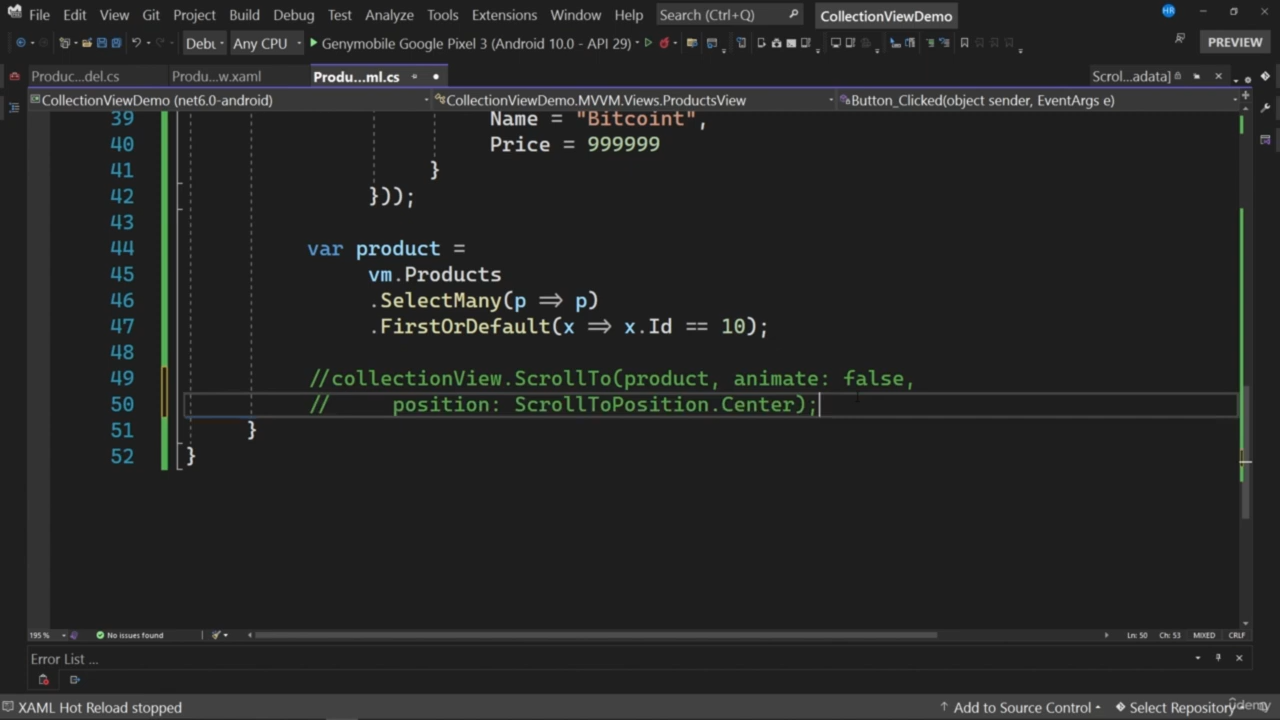 File Edit View Git Project Build Debug Test Analyze Tools Extensions Window Help Search (Ctrl+Q) CollectionViewDemo HR
Debu Any CPU Genymobile Google Pixel 3 (Android 10.0 - API 29) PREVIEW
Produc...del.cs Produ...w.xaml Produ...ml.cs Scrol...adata]
CollectionViewDemo (net6.0-android) CollectionViewDemo.MVVM.Views.ProductsView Button_Clicked(object sender, EventArgs e)
39 Name = "Bitcoint",
40 Price = 999999
41 }
42 }));
43
44 var product =
45 vm.Products
46 .SelectMany(p => p)
47 .FirstOrDefault(x => x.Id == 10);
48
49 //collectionView.ScrollTo(product, animate: false,
50 // position: ScrollToPosition.Center);
51 }
52 }
195 % No issues found Ln: 50 Ch: 53 MIXED CRLF
Error List ...
XAML Hot Reload stopped Add to Source Control Select Repository
Udemy